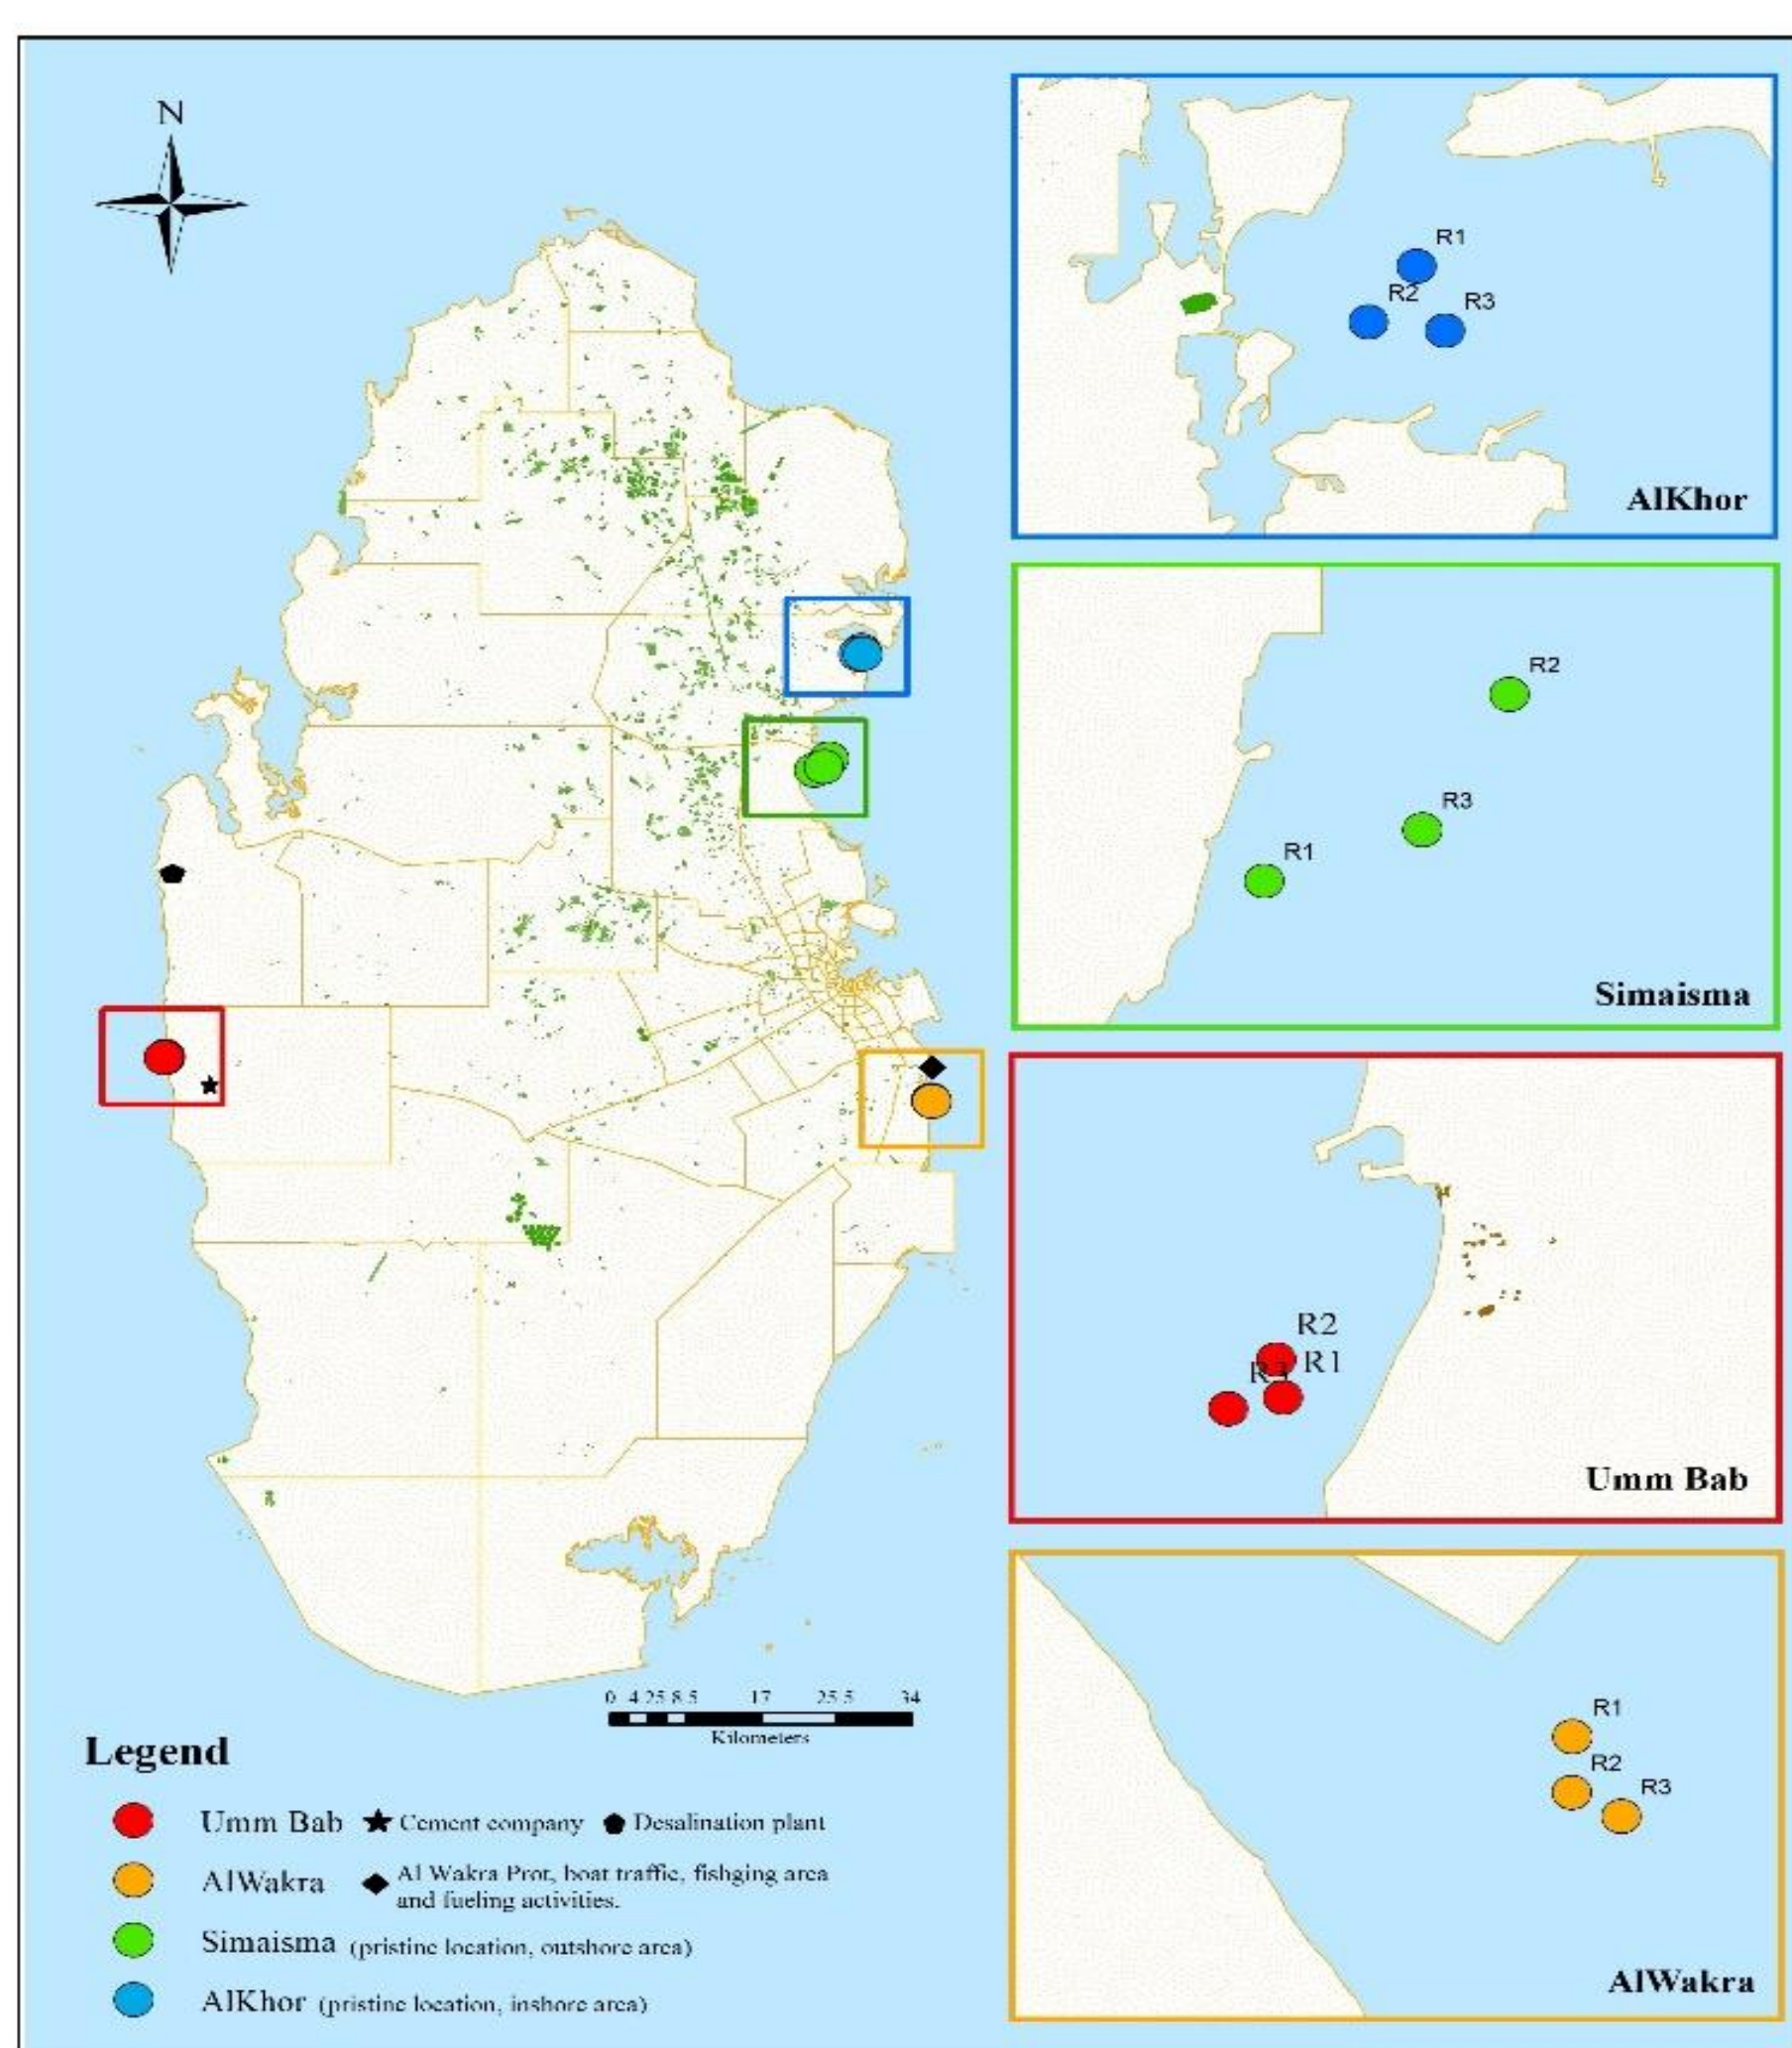 N
R1
R2
R3
AlKhor
R2
R3
R1
Simaisma
R2
R3
R1
Umm Bab
R1
R2
R3
AlWakra
0 4.25 8.5 17 25.5 34
Kilometers
Legend
Umm Bab Cement company Desalination plant
AlWakra Al Wakra Prot, boat traffic, fishging area
and fueling activities.
Simaisma (pristine location, outshore area)
AlKhor (pristine location, inshore area)